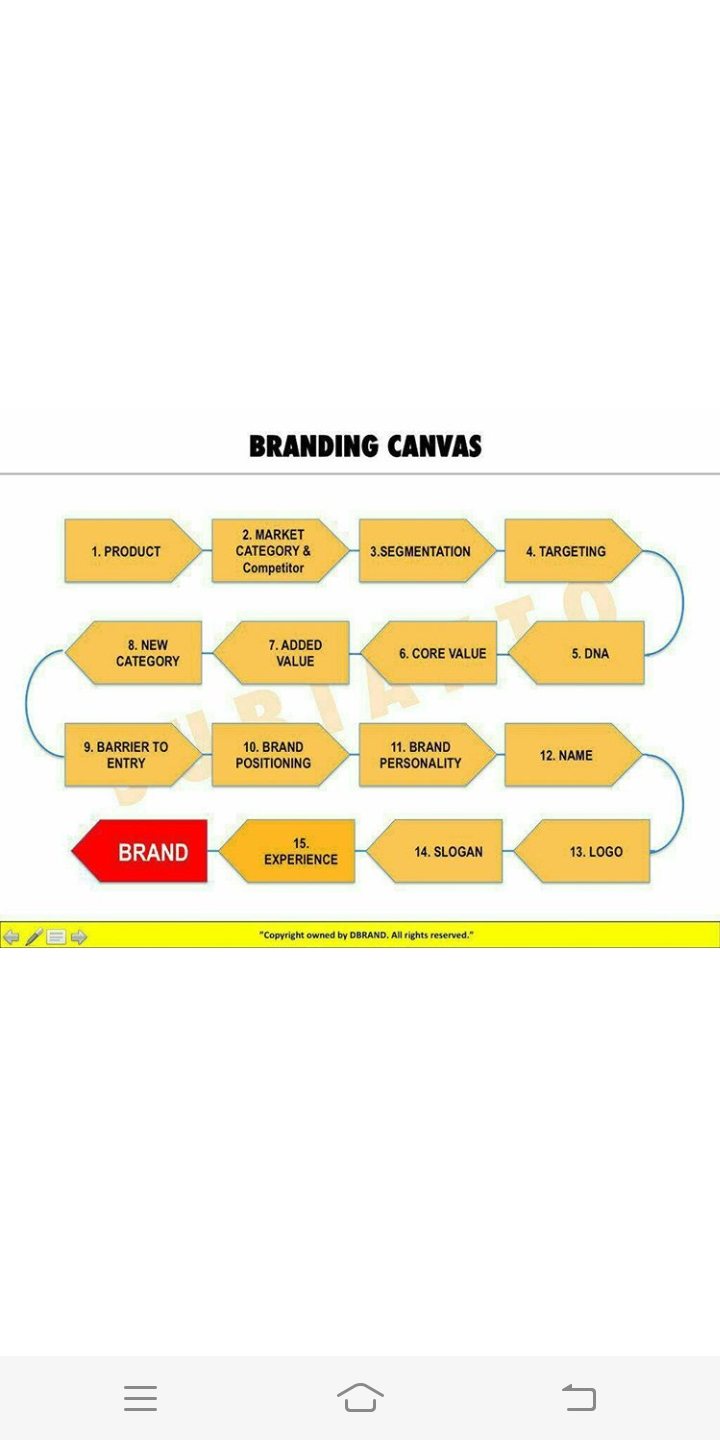 BRANDING CANVAS
1. PRODUCT
2. MARKET
CATEGORY &
Competitor
3.SEGMENTATION
4. TARGETING
5. DNA
6. CORE VALUE
7. ADDED
VALUE
8. NEW
CATEGORY
9. BARRIER TO
ENTRY
10. BRAND
POSITIONING
11. BRAND
PERSONALITY
12. NAME
13. LOGO
14. SLOGAN
15.
EXPERIENCE
BRAND
"Copyright owned by DBRAND. All rights reserved."